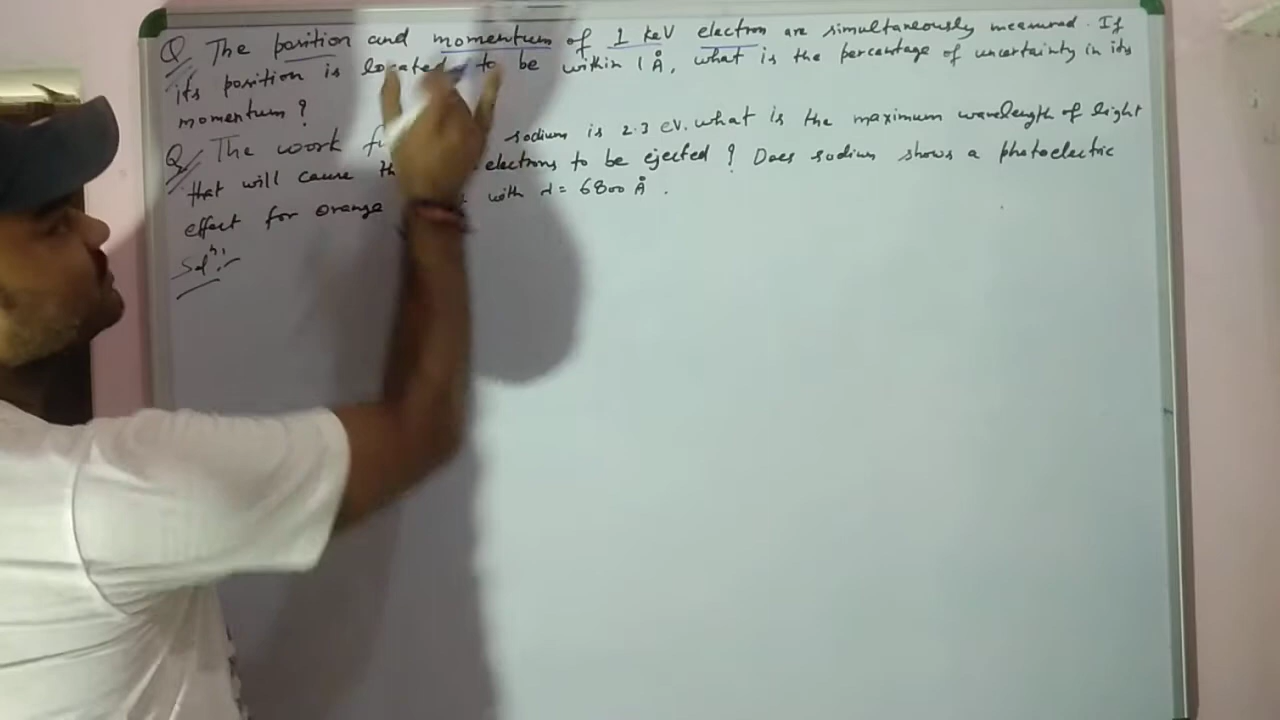 Q The position and momentum of 1 keV electron are simultaneously measured. If
its position is located to be within 1 Å, what is the percentage of uncertainty in its
momentum ?
Q The work sodium is 2.3 eV. what is the maximum wavelength of light
that will cause electrons to be ejected ? Does sodium shows a photoelectric
effect for orange with λ = 6800 Å .
Solⁿ:-